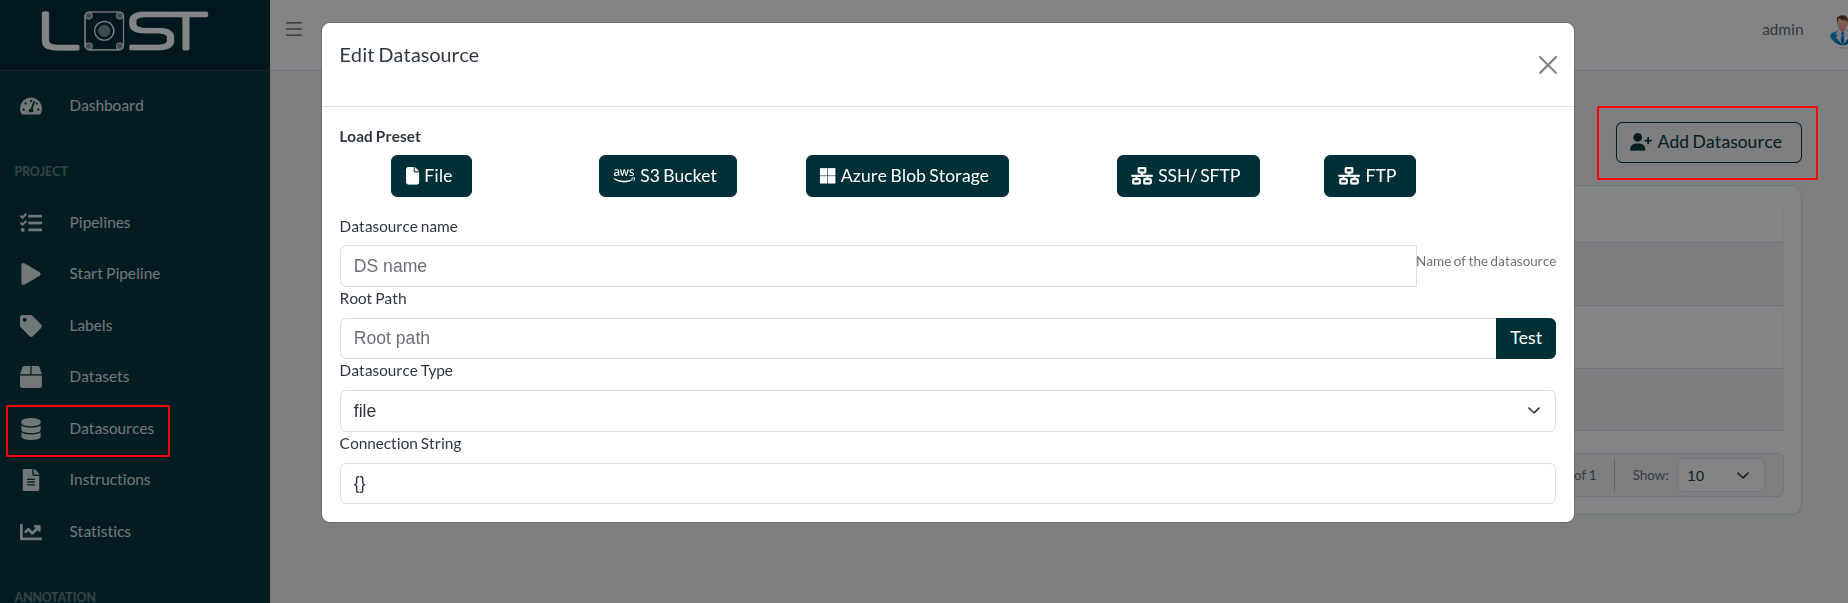 LOST
admin
Edit Datasource
Dashboard
Load Preset
Add Datasource
PROJECT
File
aws S3 Bucket
Azure Blob Storage
SSH/ SFTP
FTP
Pipelines
Datasource name
DS name
Name of the datasource
Start Pipeline
Root Path
Labels
Root path
Test
Datasets
Datasource Type
file
Datasources
Connection String
Instructions
{}
of 1
Show:
10
Statistics
ANNOTATION